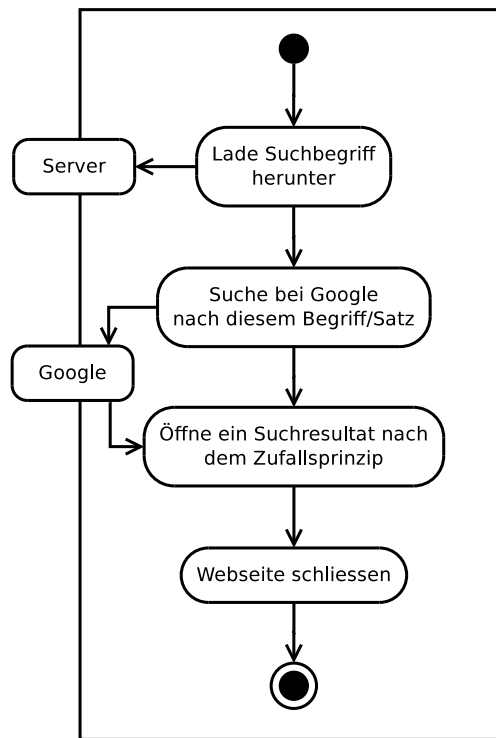 Lade Suchbegriff
herunter
Server
Suche bei Google
nach diesem Begriff/Satz
Google
Öffne ein Suchresultat nach
dem Zufallsprinzip
Webseite schliessen